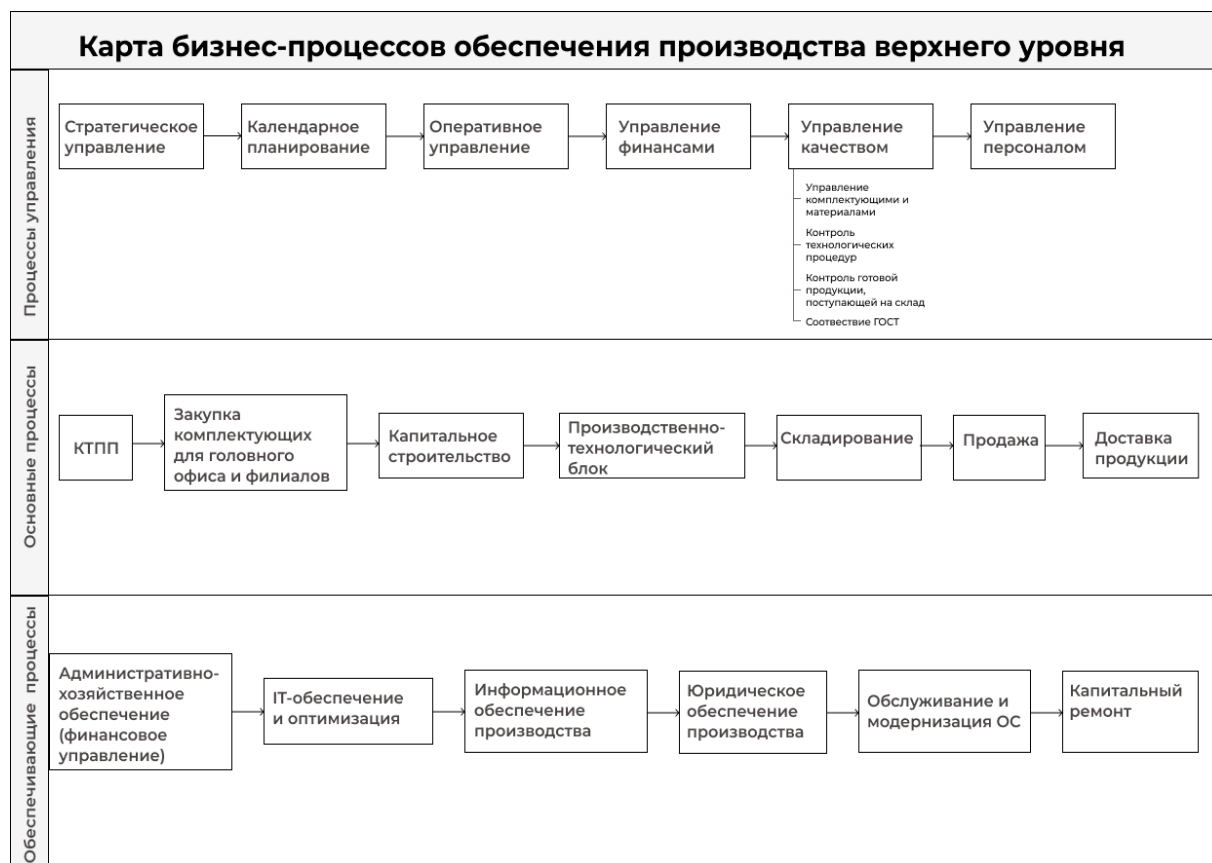 Карта бизнес-процессов обеспечения производства верхнего уровня
Процессы управления
Стратегическое
управление
Календарное
планирование
Оперативное
управление
Управление
финансами
Управление
качеством
Управление
персоналом
Управление
комплектующими и
материалами
Контроль
технологических
процедур
Контроль готовой
продукции,
поступающей на склад
Соотвествие ГОСТ
Основные процессы
КТПП
Закупка
комплектующих
для головного
офиса и филиалов
Капитальное
строительство
Производственно-
технологический
блок
Складирование
Продажа
Доставка
продукции
Обеспечивающие процессы
Административно-
хозяйственное
обеспечение
(финансовое
управление)
IT-обеспечение
и оптимизация
Информационное
обеспечение
производства
Юридическое
обеспечение
производства
Обслуживание и
модернизация ОС
Капитальный
ремонт